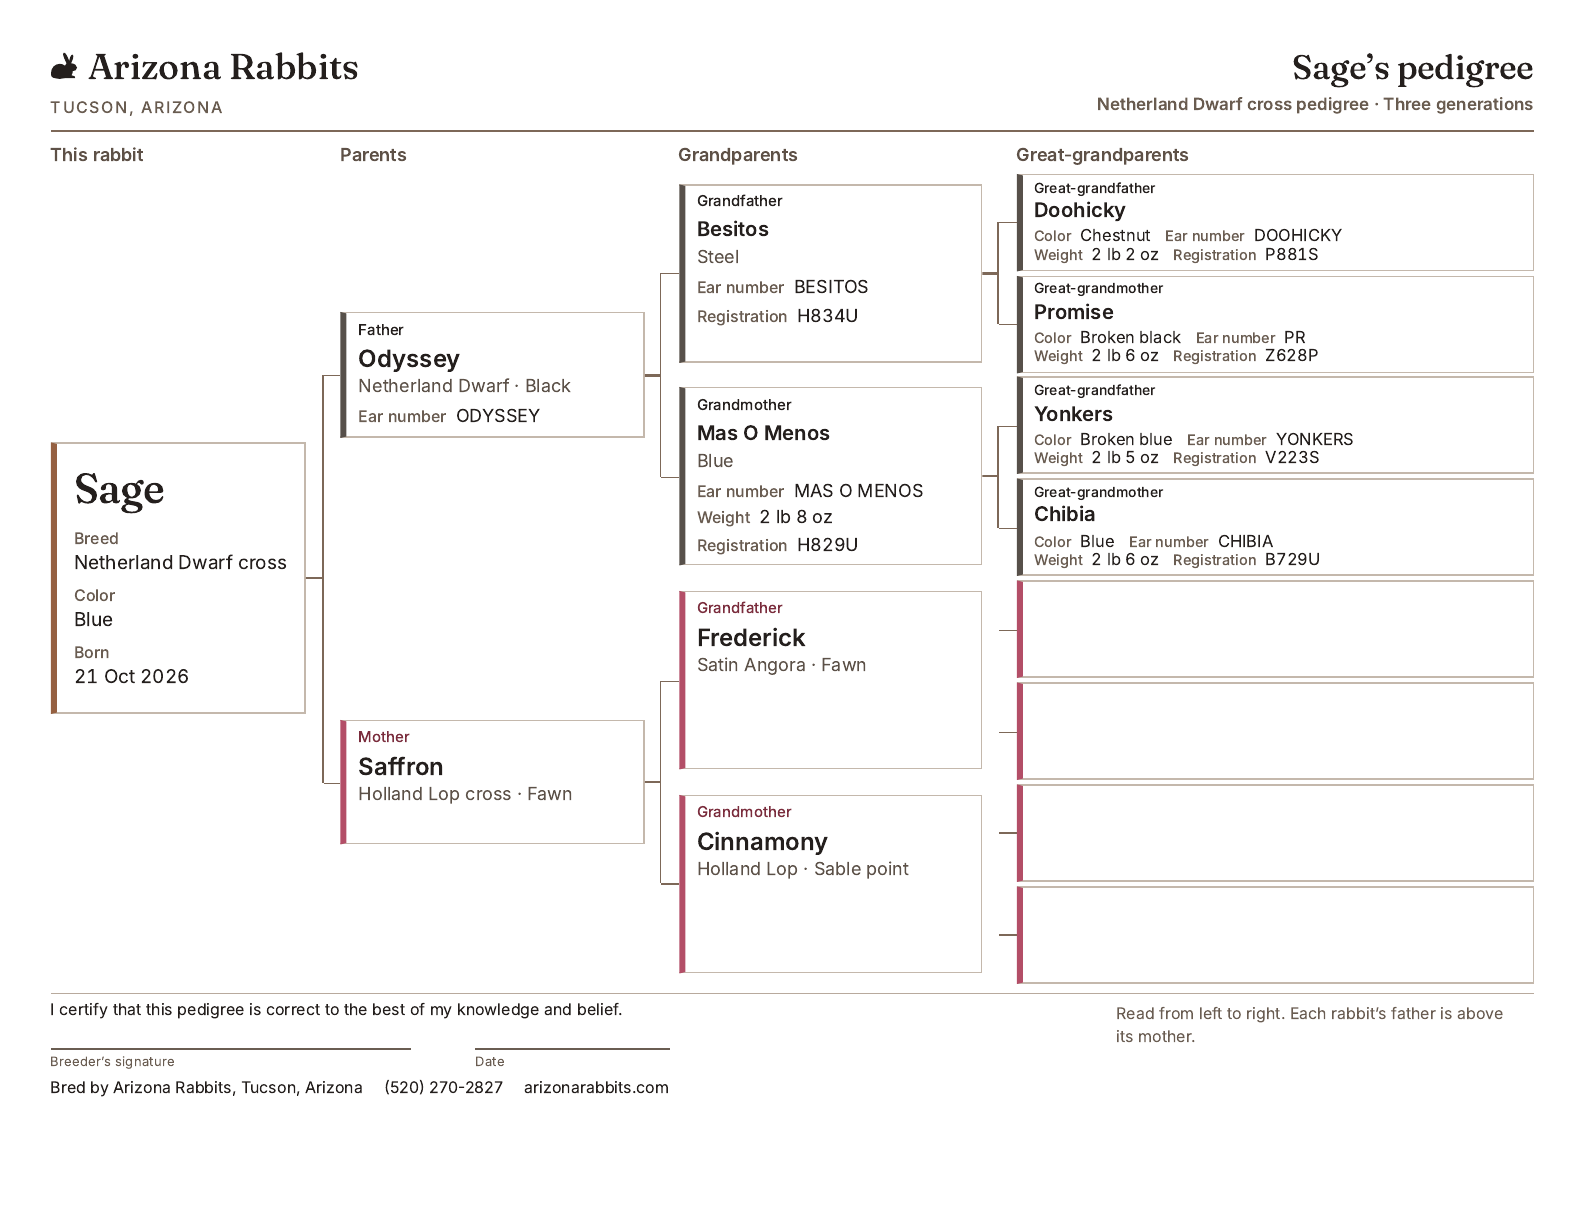 Arizona Rabbits
TUCSON, ARIZONA
Sage’s pedigree
Netherland Dwarf cross pedigree · Three generations
This rabbit
Parents
Grandparents
Great-grandparents
Sage
Breed
Netherland Dwarf cross
Color
Blue
Born
21 Oct 2026
Father
Odyssey
Netherland Dwarf · Black
Ear number ODYSSEY
Mother
Saffron
Holland Lop cross · Fawn
Grandfather
Besitos
Steel
Ear number BESITOS
Registration H834U
Grandmother
Mas O Menos
Blue
Ear number MAS O MENOS
Weight 2 lb 8 oz
Registration H829U
Grandfather
Frederick
Satin Angora · Fawn
Grandmother
Cinnamony
Holland Lop · Sable point
Great-grandfather
Doohicky
Color Chestnut Ear number DOOHICKY
Weight 2 lb 2 oz Registration P881S
Great-grandmother
Promise
Color Broken black Ear number PR
Weight 2 lb 6 oz Registration Z628P
Great-grandfather
Yonkers
Color Broken blue Ear number YONKERS
Weight 2 lb 5 oz Registration V223S
Great-grandmother
Chibia
Color Blue Ear number CHIBIA
Weight 2 lb 6 oz Registration B729U
I certify that this pedigree is correct to the best of my knowledge and belief.
Breeder’s signature
Date
Bred by Arizona Rabbits, Tucson, Arizona (520) 270-2827 arizonarabbits.com
Read from left to right. Each rabbit’s father is above
its mother.